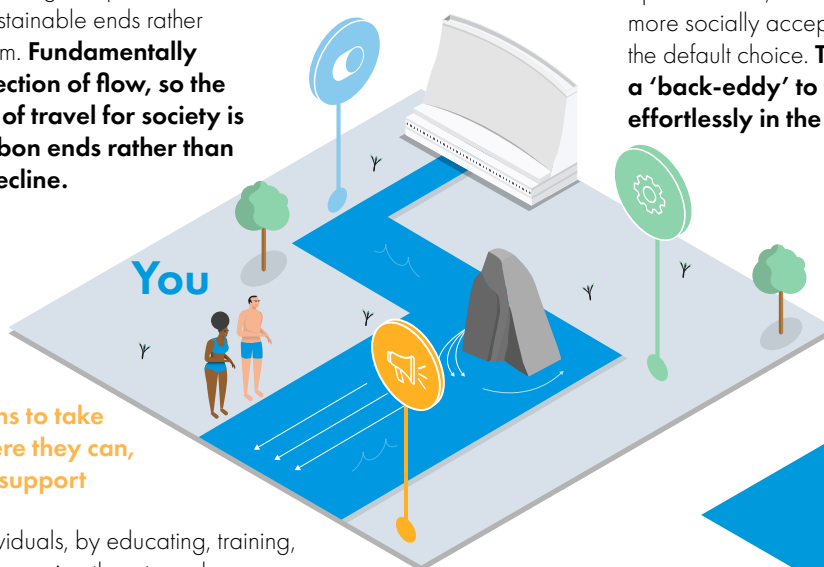 stainable ends rather
m. Fundamentally
ection of flow, so the
of travel for society is
bon ends rather than
ecline.
more socially accep
the default choice. T
a ‘back-eddy’ to
effortlessly in the
You
ns to take
ere they can,
support
viduals, by educating, training,